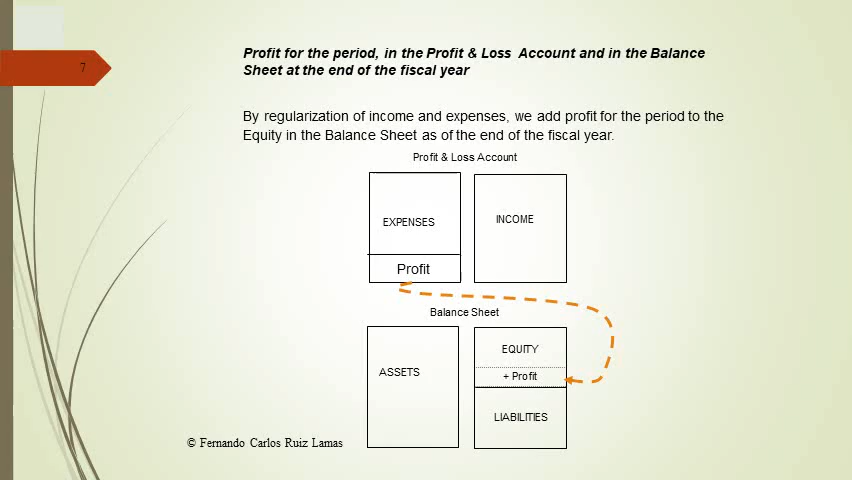 7
Profit for the period, in the Profit & Loss Account and in the Balance
Sheet at the end of the fiscal year
By regularization of income and expenses, we add profit for the period to the
Equity in the Balance Sheet as of the end of the fiscal year.
Profit & Loss Account
EXPENSES
INCOME
Profit
Balance Sheet
EQUITY
ASSETS
+ Profit
LIABILITIES
© Fernando Carlos Ruiz Lamas